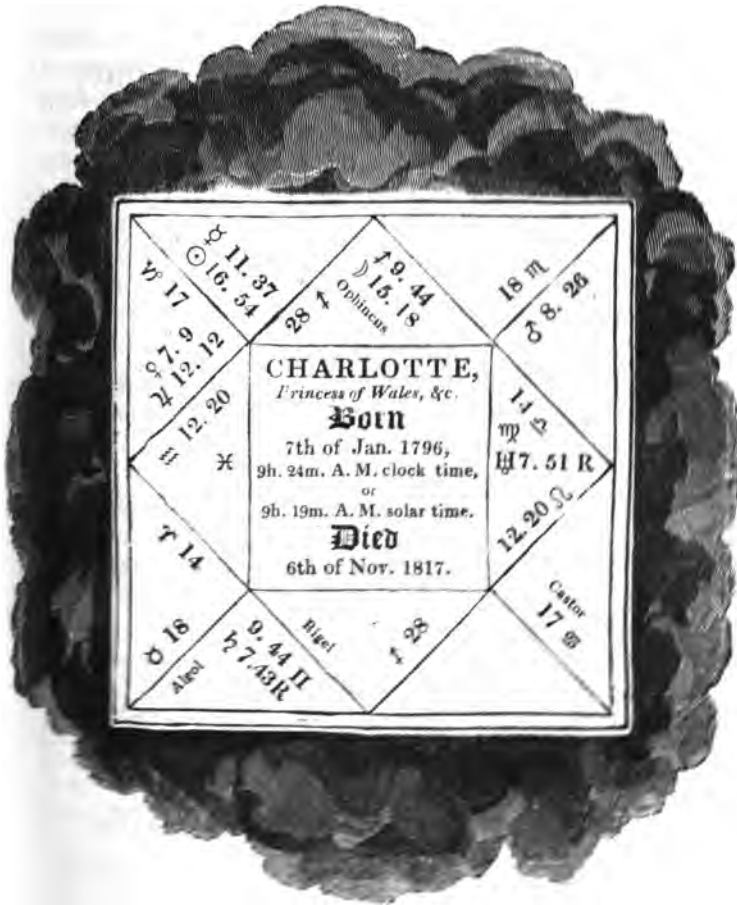 ☿ 11. 37
☉ 16. 54
♑ 17
♀ 7. 9
♃ 12. 12
♒ 12. 20
♓
28 ♐
☊ 9. 44
☽ 15. 18
Ophincus
18 ♏
♂ 8. 26
14 ♎
♍
♅ 7. 51 R
12. 20 ♌
Castor
17 ♋
28
Rigel
9. 44 ♊
♄ 7. 43 R
Algol
♉ 18
♈ 14
CHARLOTTE,
Princess of Wales, &c.
Born
7th of Jan. 1796,
9h. 24m. A. M. clock time,
or
9h. 19m. A. M. solar time.
Died
6th of Nov. 1817.